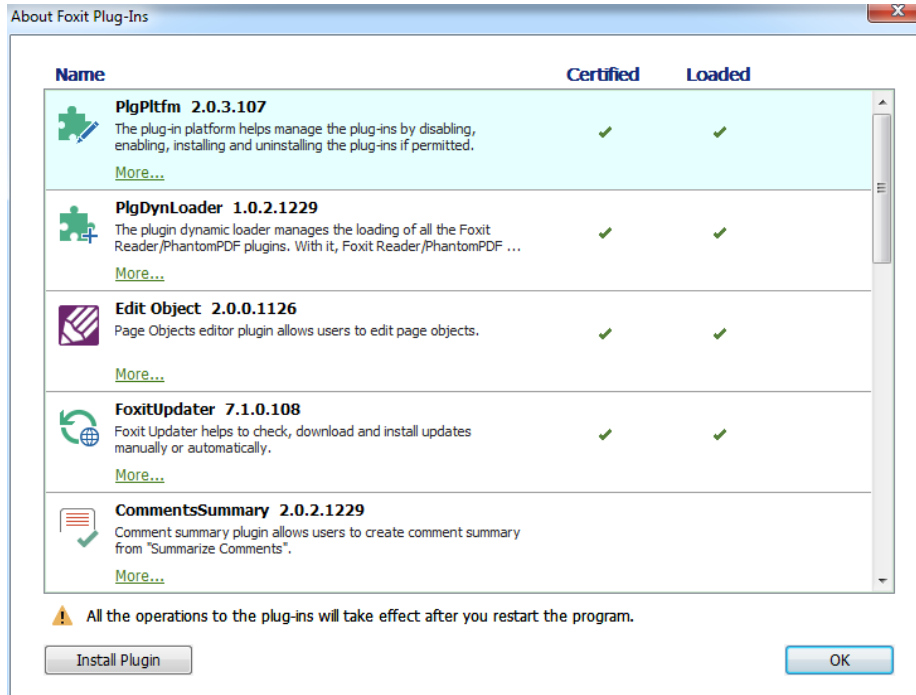 About Foxit Plug-Ins
Name Certified Loaded
PlgPltfm 2.0.3.107
The plug-in platform helps manage the plug-ins by disabling,
enabling, installing and uninstalling the plug-ins if permitted.
More...
PlgDynLoader 1.0.2.1229
The plugin dynamic loader manages the loading of all the Foxit
Reader/PhantomPDF plugins. With it, Foxit Reader/PhantomPDF ...
More...
Edit Object 2.0.0.1126
Page Objects editor plugin allows users to edit page objects.
More...
FoxitUpdater 7.1.0.108
Foxit Updater helps to check, download and install updates
manually or automatically.
More...
CommentsSummary 2.0.2.1229
Comment summary plugin allows users to create comment summary
from "Summarize Comments".
More...
All the operations to the plug-ins will take effect after you restart the program.
Install Plugin OK